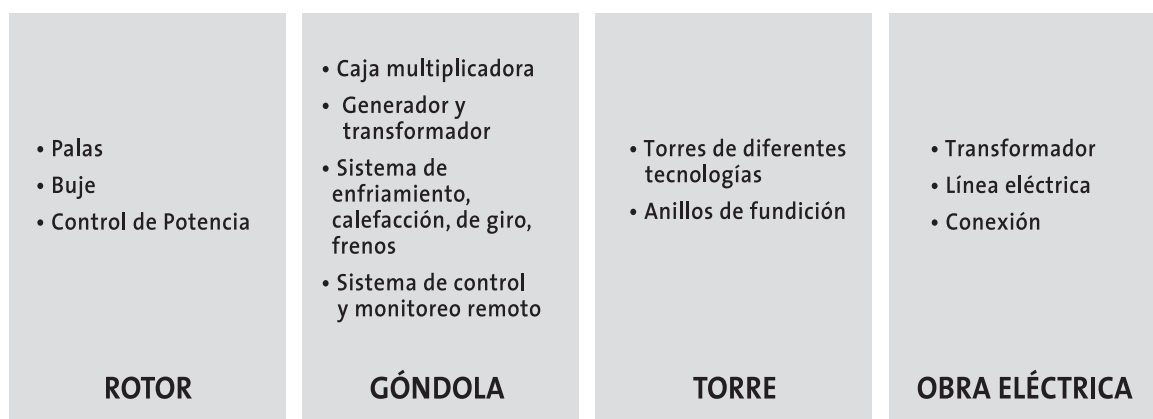 • Palas
• Buje
• Control de Potencia
ROTOR
• Caja multiplicadora
• Generador y
transformador
• Sistema de
enfriamiento,
calefacción, de giro,
frenos
• Sistema de control
y monitoreo remoto
GÓNDOLA
• Torres de diferentes
tecnologías
• Anillos de fundición
TORRE
• Transformador
• Línea eléctrica
• Conexión
OBRA ELÉCTRICA